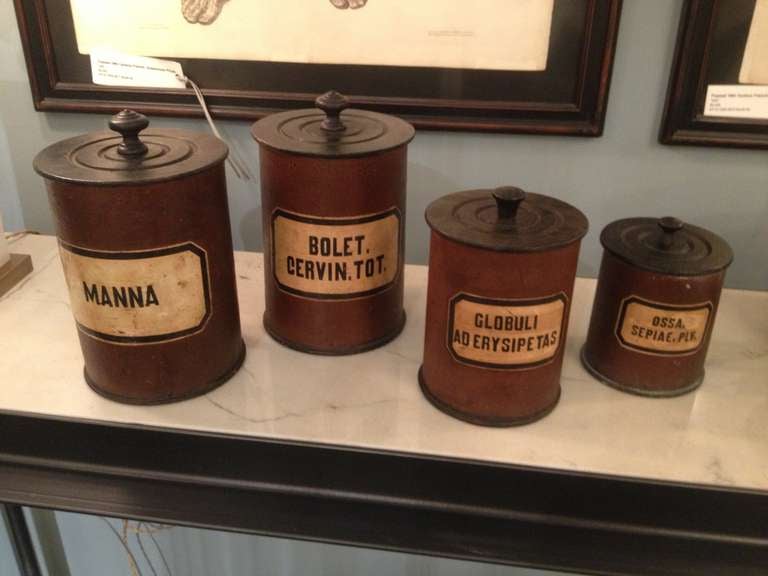 MANNA
BOLET.
CERVIN. TOT.
GLOBULI
AD ERYSIPETAS
OSSA.
SEPIAE. PLV.